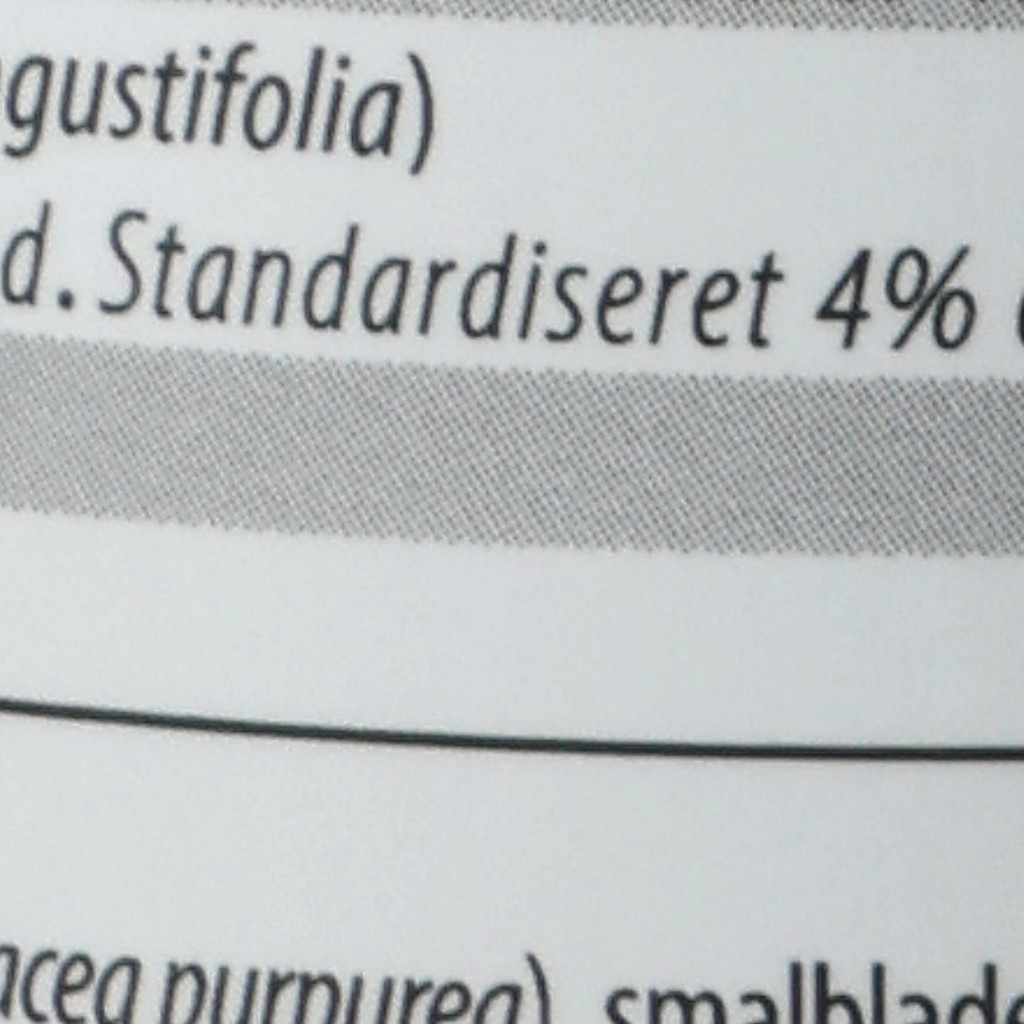 gustifolia)
d. Standardiseret 4%
acea purpurea), smalblade